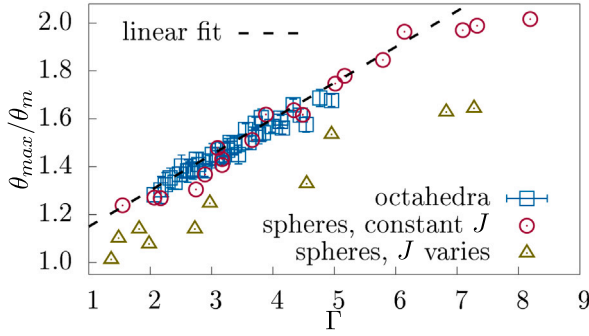 θmax/θm
2.0
1.8
1.6
1.4
1.2
1.0
linear fit
octahedra
spheres, constant J
spheres, J varies
1 2 3 4 5 6 7 8 9
Γ